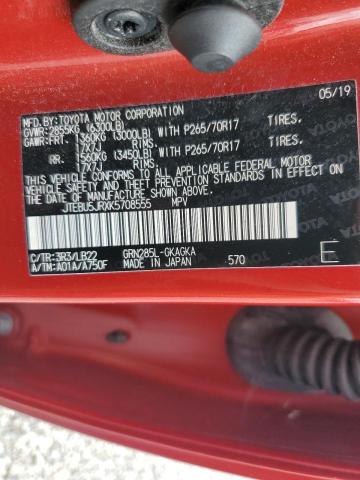 MFD.BY:TOYOTA MOTOR CORPORATION 05/19
GVWR:2855KG (6300LB)
GAWR:FRT. 1360KG (3000LB) WITH P265/70R17 TIRES.
17X7J RIMS
RR. 1560KG (3450LB) WITH P265/70R17 TIRES.
17X7J RIMS
THIS VEHICLE CONFORMS TO ALL APPLICABLE FEDERAL MOTOR
VEHICLE SAFETY STANDARDS IN EFFECT ON THE
DATE OF MANUFACTURE SHOWN ABOVE.
JTEBU5JRXK5708555 MPV
C/TR:3R3/LB22 GRN285L-GKAGKA
A/TM:A01A/A750F MADE IN JAPAN 570 E